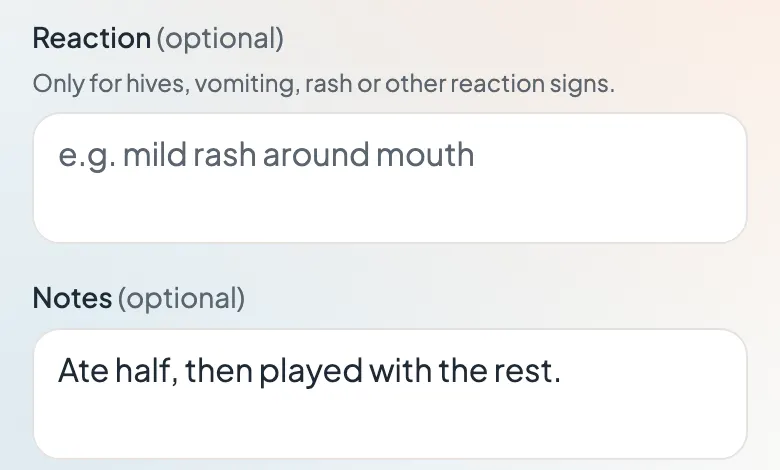 Reaction (optional)
Only for hives, vomiting, rash or other reaction signs.
e.g. mild rash around mouth
Notes (optional)
Ate half, then played with the rest.